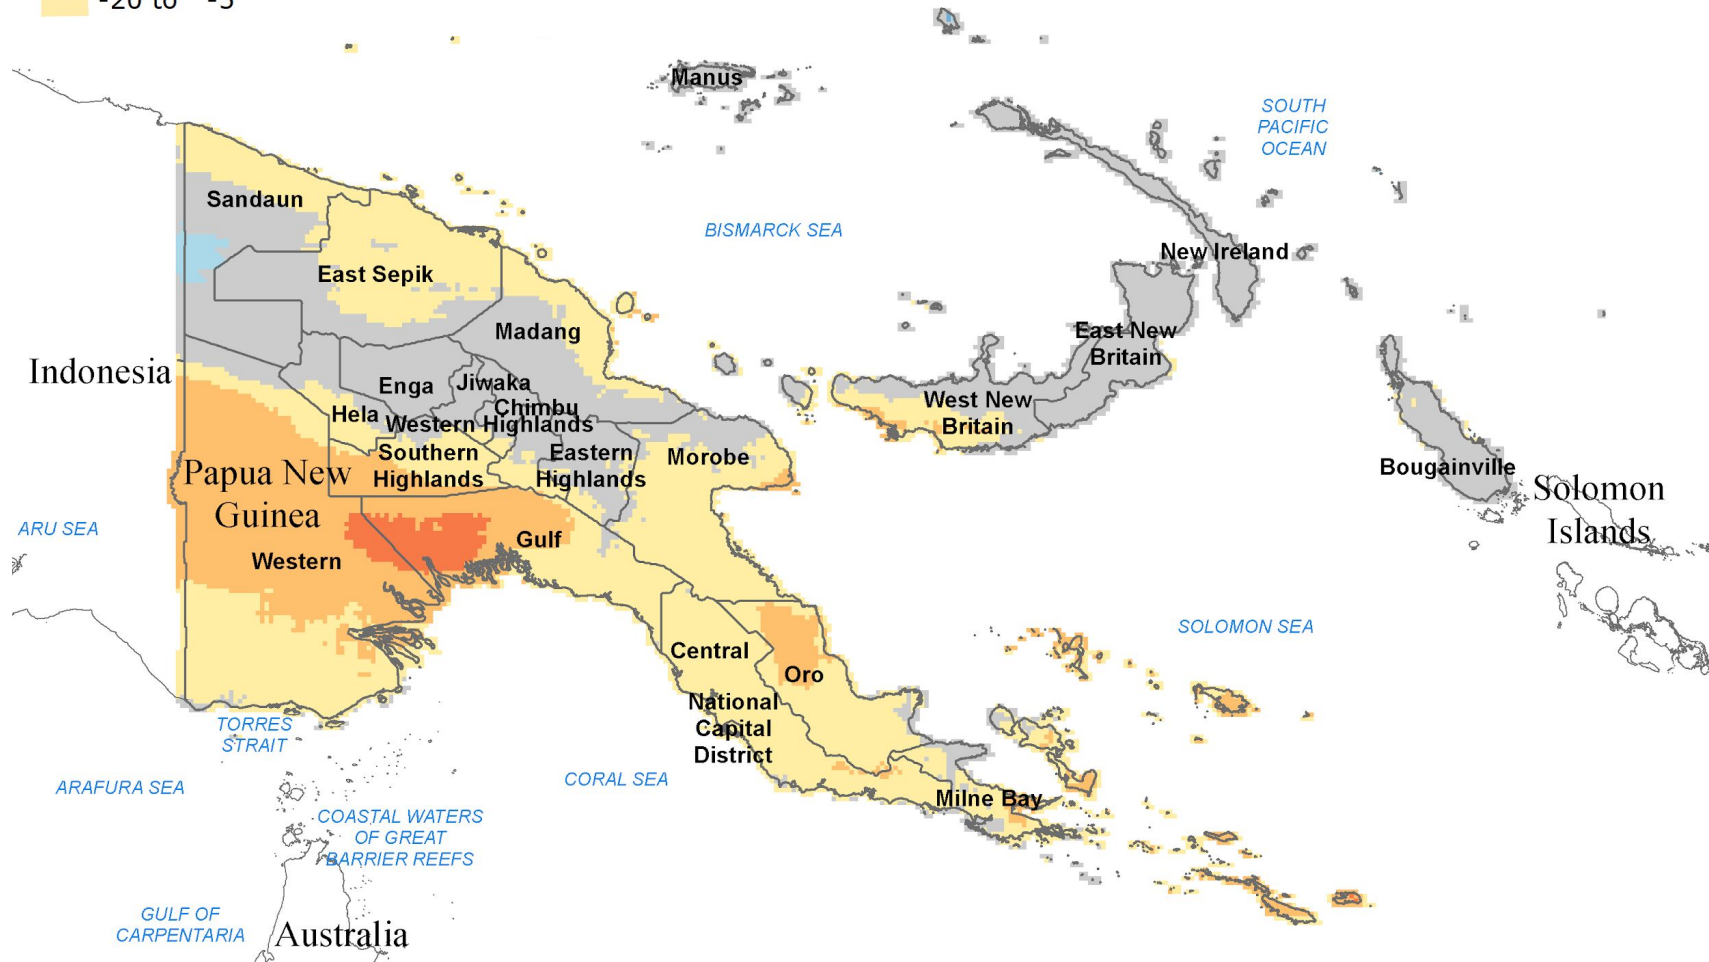 -20 to -5
Manus
SOUTH
PACIFIC
OCEAN
Sandaun
BISMARCK SEA
New Ireland
East Sepik
Madang
East New
Britain
Indonesia
Enga
Jiwaka
Hela
Chimbu
Western Highlands
West New
Britain
Southern
Highlands
Eastern
Highlands
Morobe
Bougainville
Papua New
Guinea
Solomon
Islands
ARU SEA
Gulf
Western
SOLOMON SEA
Central
Oro
National
Capital
District
TORRES
STRAIT
CORAL SEA
ARAFURA SEA
Milne Bay
COASTAL WATERS
OF GREAT
BARRIER REEFS
GULF OF
CARPENTARIA
Australia